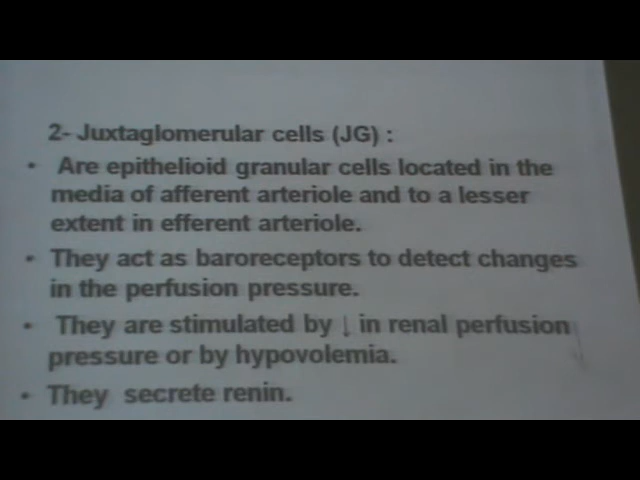 2- Juxtaglomerular cells (JG) :
• Are epithelioid granular cells located in the
media of afferent arteriole and to a lesser
extent in efferent arteriole.
• They act as baroreceptors to detect changes
in the perfusion pressure.
• They are stimulated by ↓ in renal perfusion
pressure or by hypovolemia.
• They secrete renin.